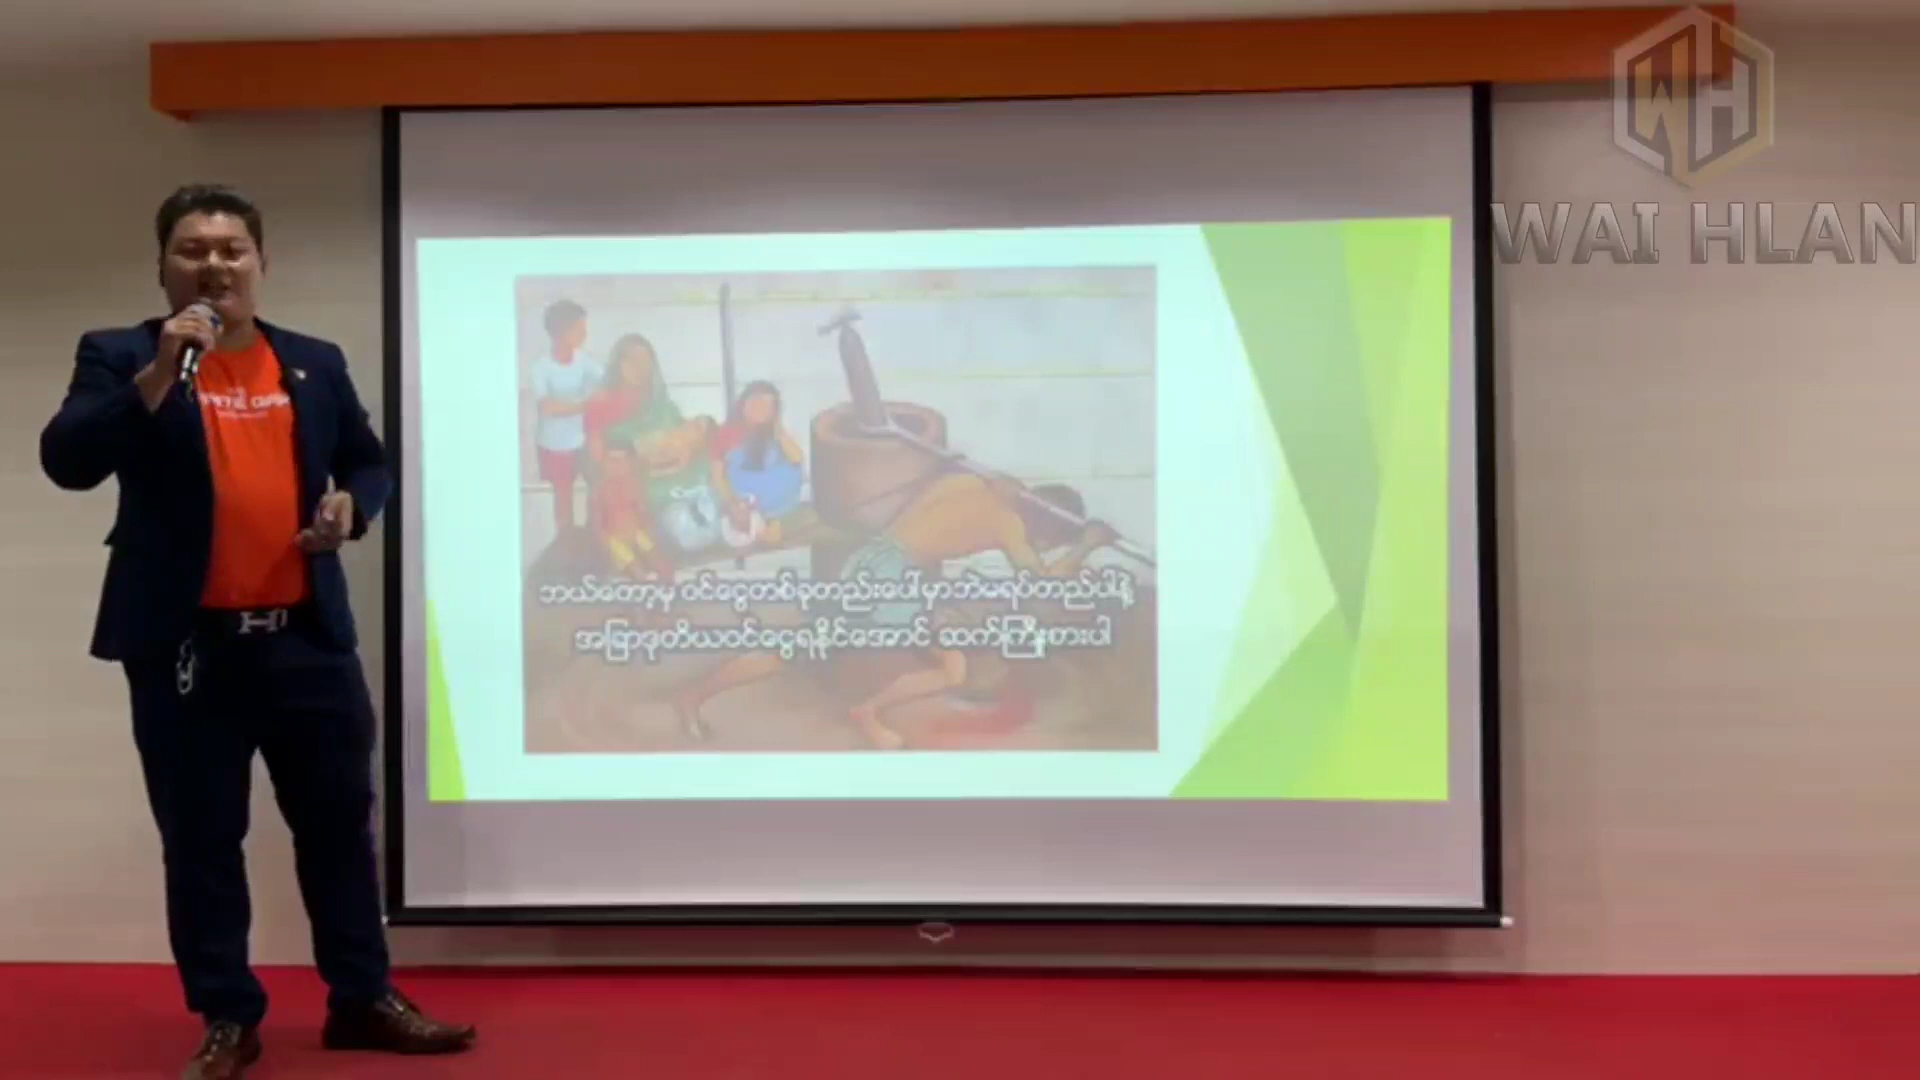 WH
WAI HLAN
ဘယ်တော့မှ ဝင်ငွေတစ်ခုတည်းပေါ်မှာဘဲမရပ်တည်ပါနဲ့
အခြားဒုတိယဝင်ငွေရနိုင်အောင် ဆက်ကြိုးစားပါ